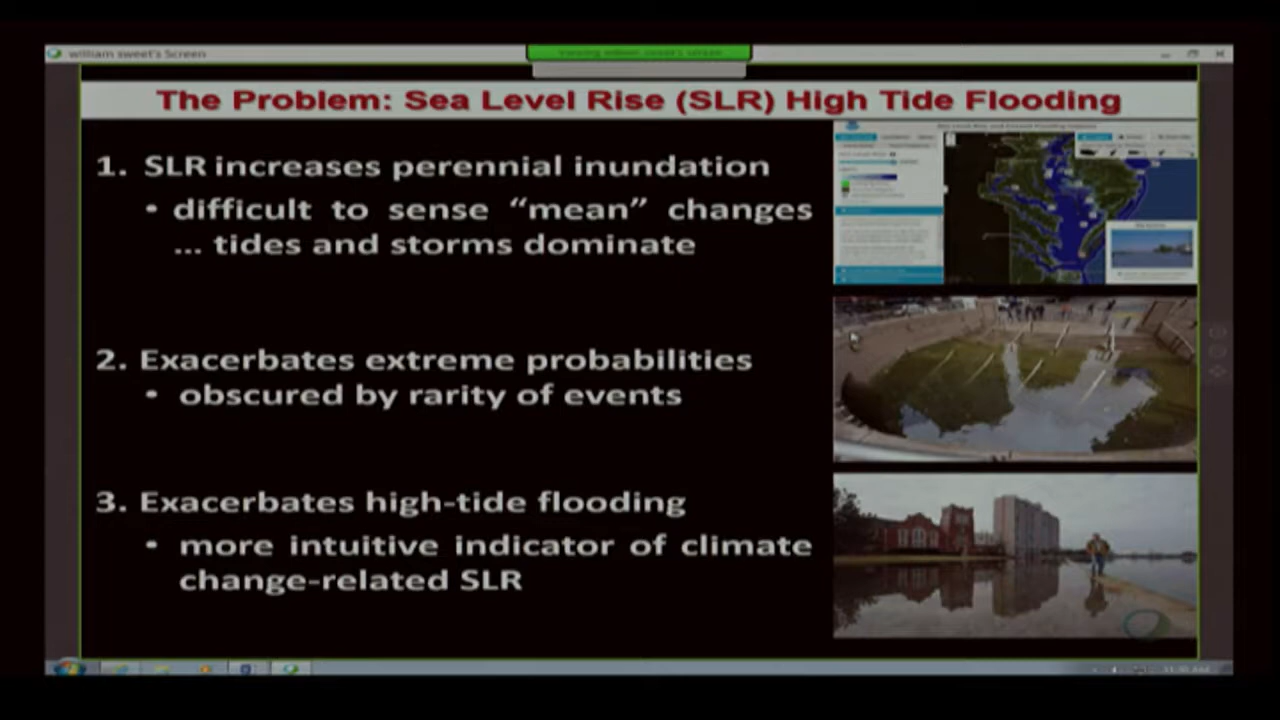 william sweet's Screen
The Problem: Sea Level Rise (SLR) High Tide Flooding
1. SLR increases perennial inundation
• difficult to sense “mean” changes
... tides and storms dominate
2. Exacerbates extreme probabilities
• obscured by rarity of events
3. Exacerbates high-tide flooding
• more intuitive indicator of climate
change-related SLR